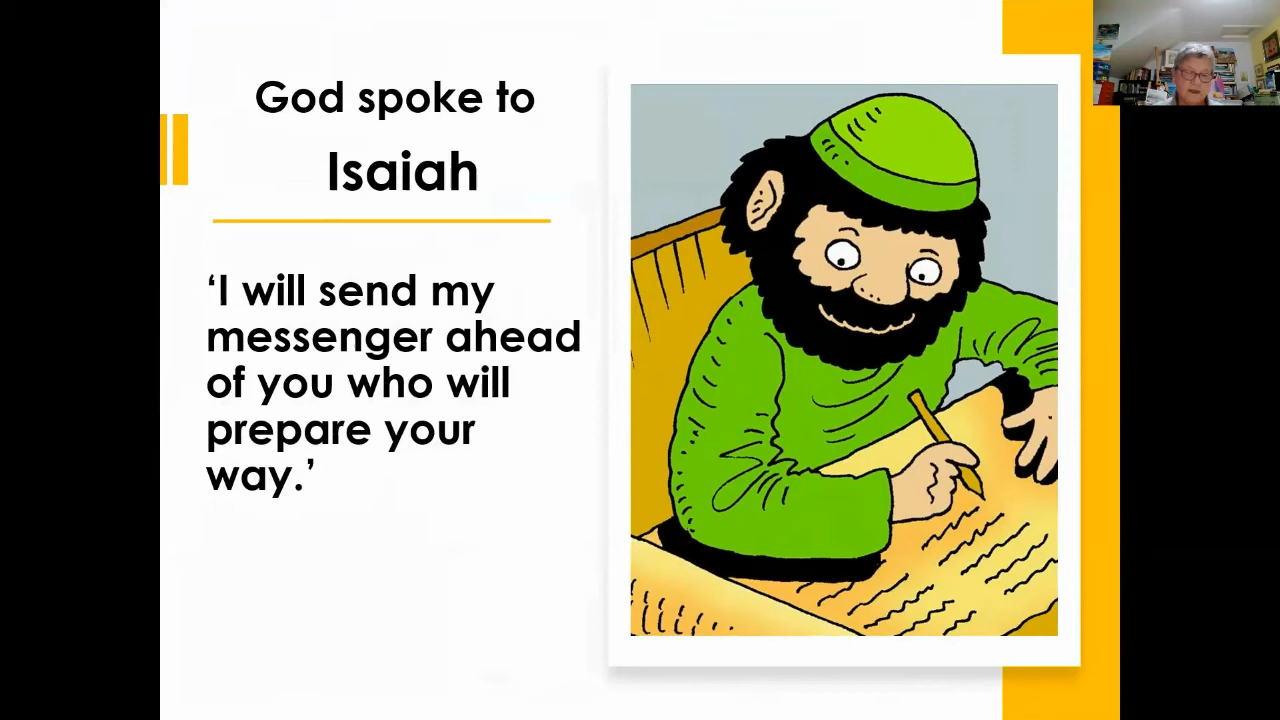 God spoke to
Isaiah
‘I will send my
messenger ahead
of you who will
prepare your
way.’